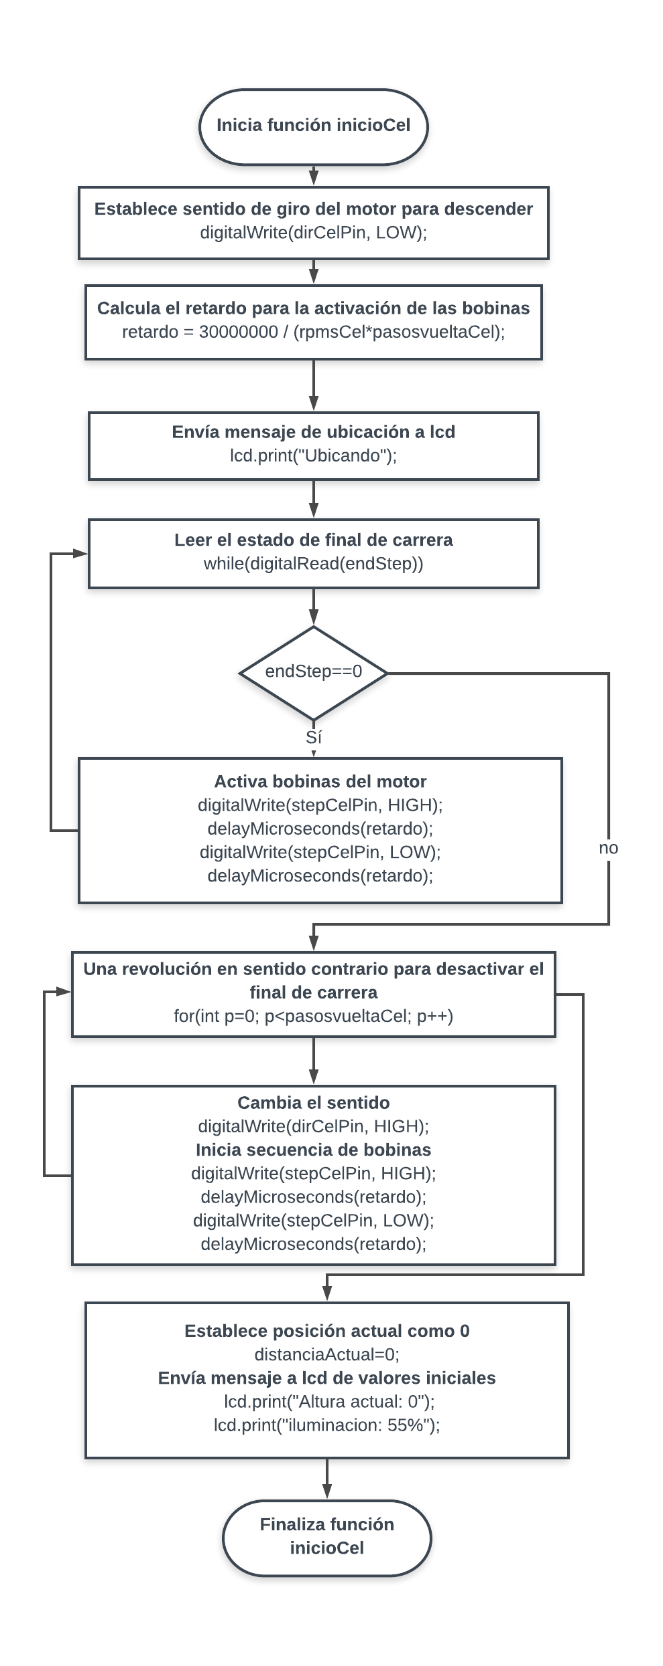 Inicia función inicioCel
Establece sentido de giro del motor para descender
digitalWrite(dirCelPin, LOW);
Calcula el retardo para la activación de las bobinas
retardo = 30000000 / (rpmsCel*pasosvueltaCel);
Envía mensaje de ubicación a lcd
lcd.print("Ubicando");
Leer el estado de final de carrera
while(digitalRead(endStep))
endStep==0
Sí
Activa bobinas del motor
digitalWrite(stepCelPin, HIGH);
delayMicroseconds(retardo);
digitalWrite(stepCelPin, LOW);
delayMicroseconds(retardo);
no
Una revolución en sentido contrario para desactivar el
final de carrera
for(int p=0; p<pasosvueltaCel; p++)
Cambia el sentido
digitalWrite(dirCelPin, HIGH);
Inicia secuencia de bobinas
digitalWrite(stepCelPin, HIGH);
delayMicroseconds(retardo);
digitalWrite(stepCelPin, LOW);
delayMicroseconds(retardo);
Establece posición actual como 0
distanciaActual=0;
Envía mensaje a lcd de valores iniciales
lcd.print("Altura actual: 0");
lcd.print("iluminacion: 55%");
Finaliza función
inicioCel